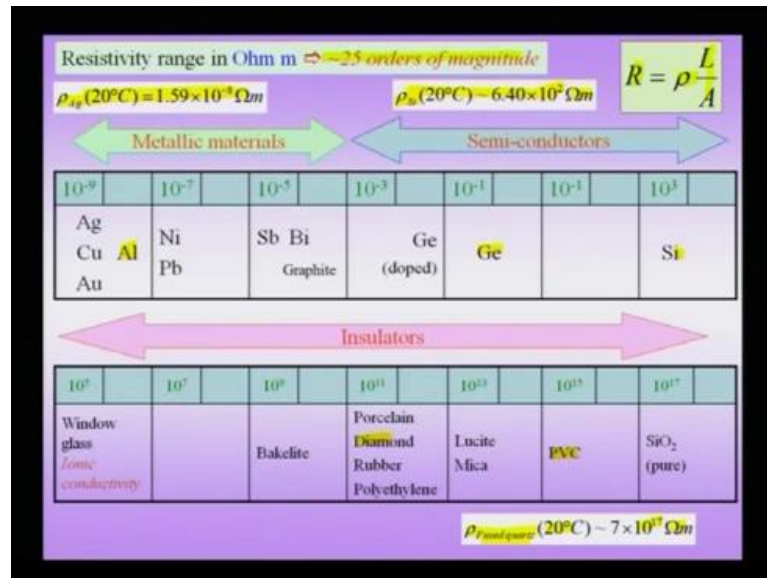 Resistivity range in Ohm m ⇨ ~25 orders of magnitude
R = ρ L/A
ρ_Ag (20°C) = 1.59×10⁻⁸ Ωm
ρ_Si (20°C) ~ 6.40×10² Ωm
Metallic materials
Semi-conductors
10⁻⁹ 10⁻⁷ 10⁻⁵ 10⁻³ 10⁻¹ 10⁻¹ 10³
Ag
Cu Al
Au
Ni
Pb
Sb Bi
Graphite
Ge
(doped)
Ge
Si
Insulators
10⁵ 10⁷ 10⁹ 10¹¹ 10¹³ 10¹⁵ 10¹⁷
Window
glass
Ionic
conductivity
Bakelite
Porcelain
Diamond
Rubber
Polyethylene
Lucite
Mica
PVC
SiO₂
(pure)
ρ_Fused quartz (20°C) ~ 7×10¹⁷ Ωm